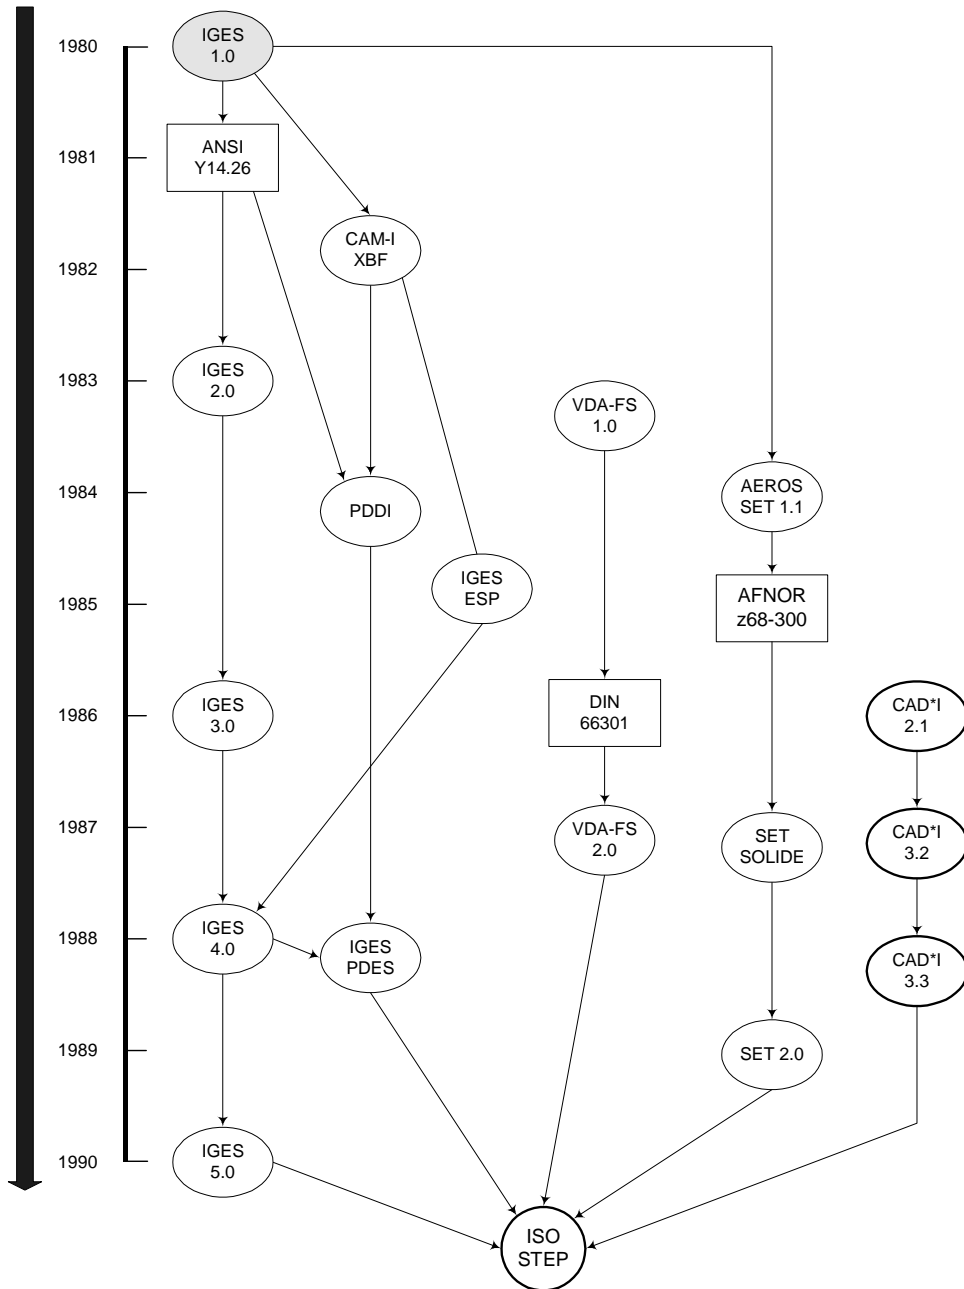 1980
IGES
1.0
1981
ANSI
Y14.26
CAM-I
XBF
1982
1983
IGES
2.0
VDA-FS
1.0
1984
PDDI
AEROS
SET 1.1
IGES
ESP
1985
AFNOR
z68-300
1986
IGES
3.0
DIN
66301
CAD*I
2.1
1987
VDA-FS
2.0
SET
SOLIDE
CAD*I
3.2
1988
IGES
4.0
IGES
PDES
CAD*I
3.3
1989
SET 2.0
1990
IGES
5.0
ISO
STEP